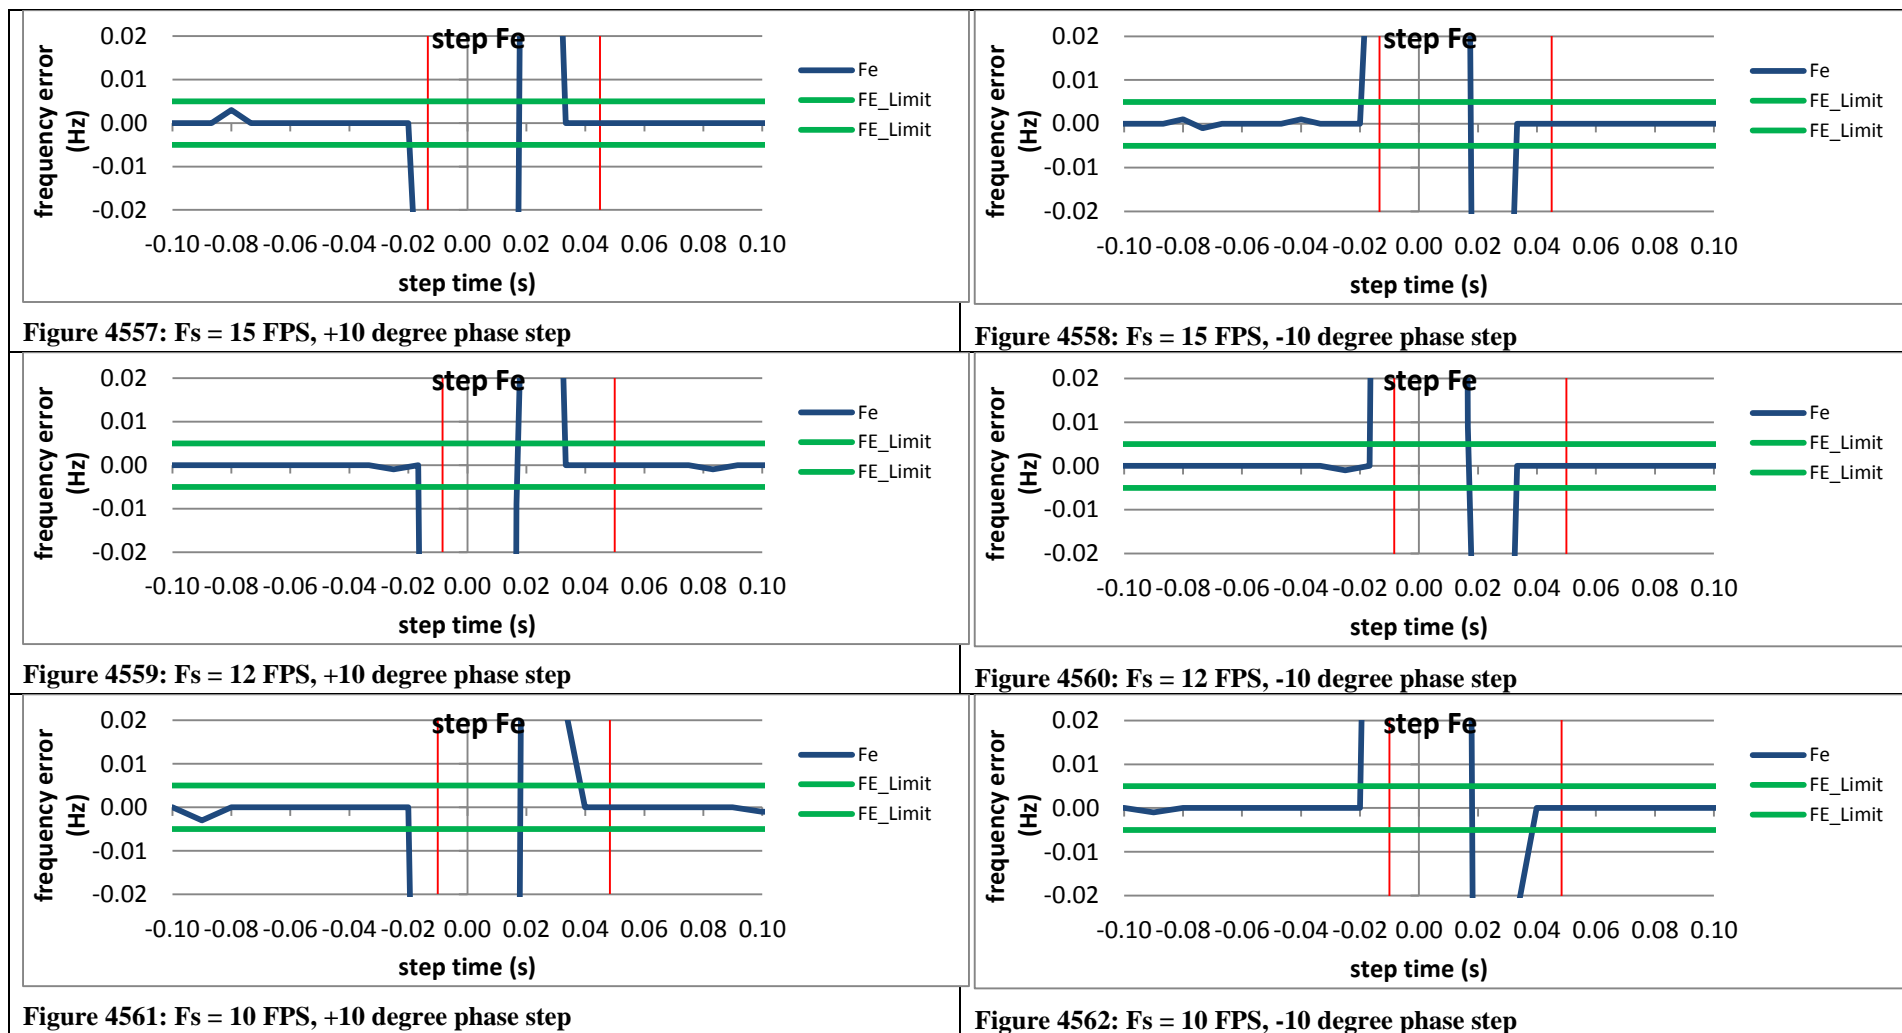 step Fe
0.02
0.01
0.00
-0.01
-0.02
frequency error
(Hz)
-0.10 -0.08 -0.06 -0.04 -0.02 0.00 0.02 0.04 0.06 0.08 0.10
step time (s)
Fe
FE_Limit
FE_Limit
Figure 4557: Fs = 15 FPS, +10 degree phase step
step Fe
0.02
0.01
0.00
-0.01
-0.02
frequency error
(Hz)
-0.10 -0.08 -0.06 -0.04 -0.02 0.00 0.02 0.04 0.06 0.08 0.10
step time (s)
Fe
FE_Limit
FE_Limit
Figure 4558: Fs = 15 FPS, -10 degree phase step
step Fe
0.02
0.01
0.00
-0.01
-0.02
frequency error
(Hz)
-0.10 -0.08 -0.06 -0.04 -0.02 0.00 0.02 0.04 0.06 0.08 0.10
step time (s)
Fe
FE_Limit
FE_Limit
Figure 4559: Fs = 12 FPS, +10 degree phase step
step Fe
0.02
0.01
0.00
-0.01
-0.02
frequency error
(Hz)
-0.10 -0.08 -0.06 -0.04 -0.02 0.00 0.02 0.04 0.06 0.08 0.10
step time (s)
Fe
FE_Limit
FE_Limit
Figure 4560: Fs = 12 FPS, -10 degree phase step
step Fe
0.02
0.01
0.00
-0.01
-0.02
frequency error
(Hz)
-0.10 -0.08 -0.06 -0.04 -0.02 0.00 0.02 0.04 0.06 0.08 0.10
step time (s)
Fe
FE_Limit
FE_Limit
Figure 4561: Fs = 10 FPS, +10 degree phase step
step Fe
0.02
0.01
0.00
-0.01
-0.02
frequency error
(Hz)
-0.10 -0.08 -0.06 -0.04 -0.02 0.00 0.02 0.04 0.06 0.08 0.10
step time (s)
Fe
FE_Limit
FE_Limit
Figure 4562: Fs = 10 FPS, -10 degree phase step